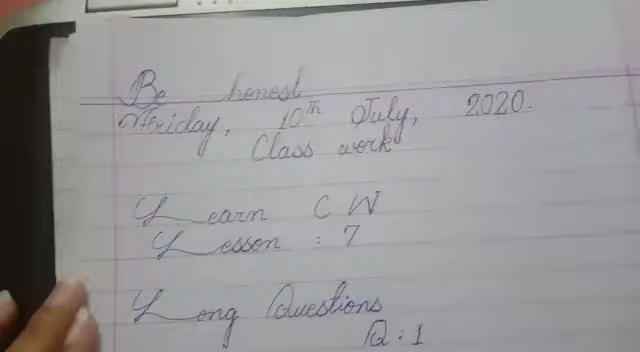 Be honest
Friday, 10th July, 2020.
Class work
Learn C.W
Lesson : 7
Long Questions
Q : 1